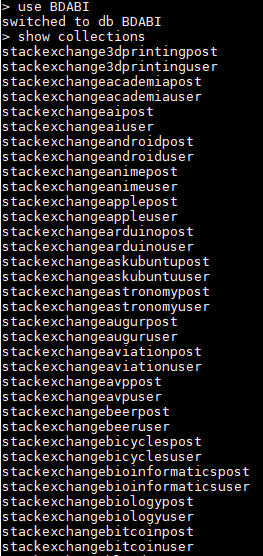 > use BDABI
switched to db BDABI
> show collections
stackexchange3dprintingpost
stackexchange3dprintinguser
stackexchangeacademiapost
stackexchangeacademiauser
stackexchangeaipost
stackexchangeaiuser
stackexchangeandroidpost
stackexchangeandroiduser
stackexchangeanimepost
stackexchangeanimeuser
stackexchangeapplepost
stackexchangeappleuser
stackexchangearduinopost
stackexchangearduinouser
stackexchangeaskubuntupost
stackexchangeaskubuntuuser
stackexchangeastronomypost
stackexchangeastronomyuser
stackexchangeaugurpost
stackexchangeauguruser
stackexchangeaviationpost
stackexchangeaviationuser
stackexchangeavppost
stackexchangeavpuser
stackexchangebeerpost
stackexchangebeeruser
stackexchangebicyclespost
stackexchangebicyclesuser
stackexchangebioinformaticspost
stackexchangebioinformaticsuser
stackexchangebiologypost
stackexchangebiologyuser
stackexchangebitcoinpost
stackexchangebitcoinuser